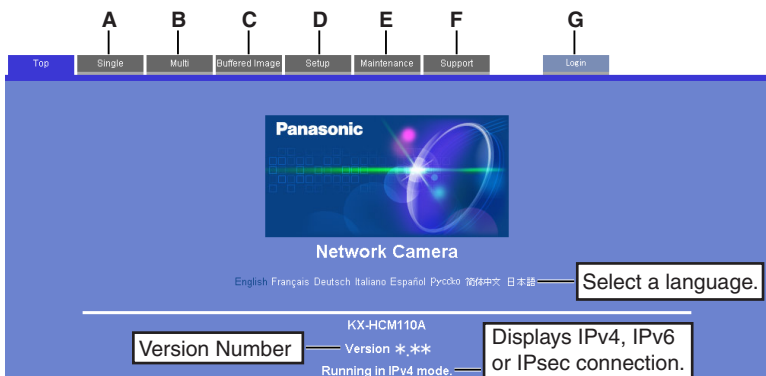 A B C D E F G
Top Single Multi Buffered Image Setup Maintenance Support Login
Panasonic
Network Camera
English Français Deutsch Italiano Español Русско 简体中文 日本語
Select a language.
KX-HCM110A
Version Number
Version *.**
Displays IPv4, IPv6
or IPsec connection.
Running in IPv4 mode.